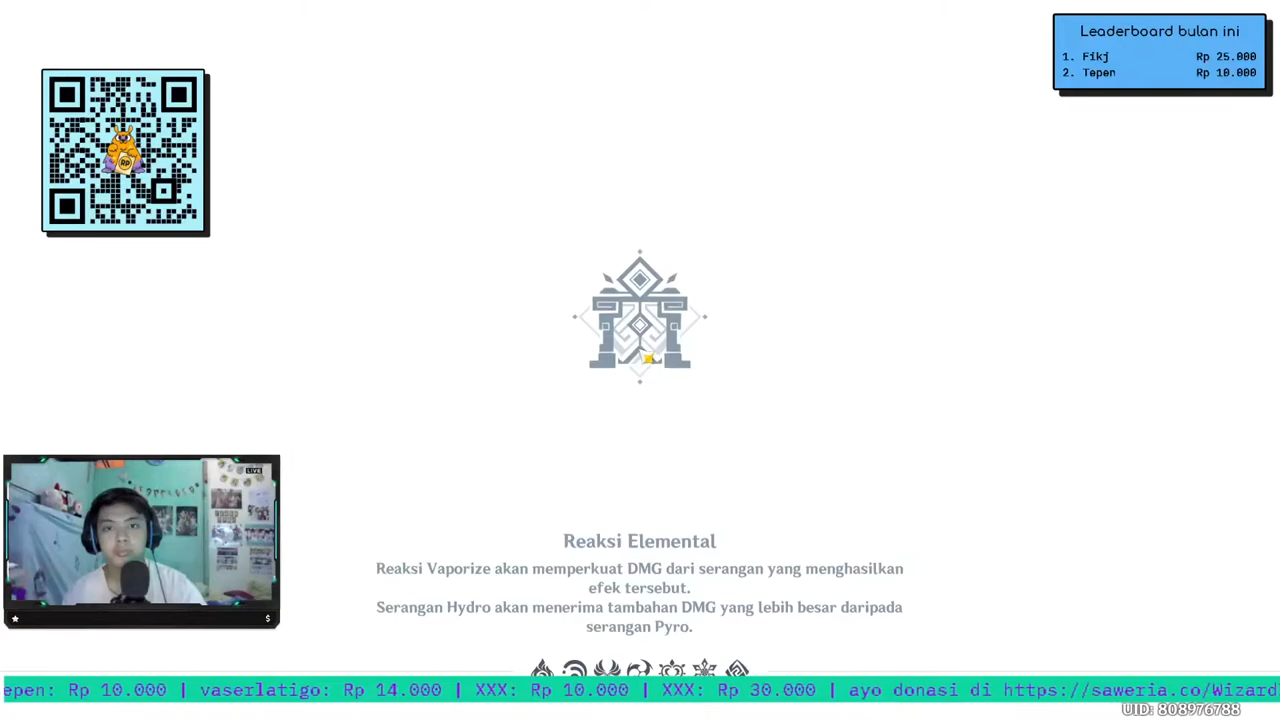 Leaderboard bulan ini
1. Fikj Rp 25.000
2. Tepen Rp 10.000
RP
LIVE
$
Reaksi Elemental
Reaksi Vaporize akan memperkuat DMG dari serangan yang menghasilkan
efek tersebut.
Serangan Hydro akan menerima tambahan DMG yang lebih besar daripada
serangan Pyro.
epen: Rp 10.000 | vaserlatigo: Rp 14.000 | XXX: Rp 10.000 | XXX: Rp 30.000 | ayo donasi di https://saweria.co/Wizard
UID: 808976788